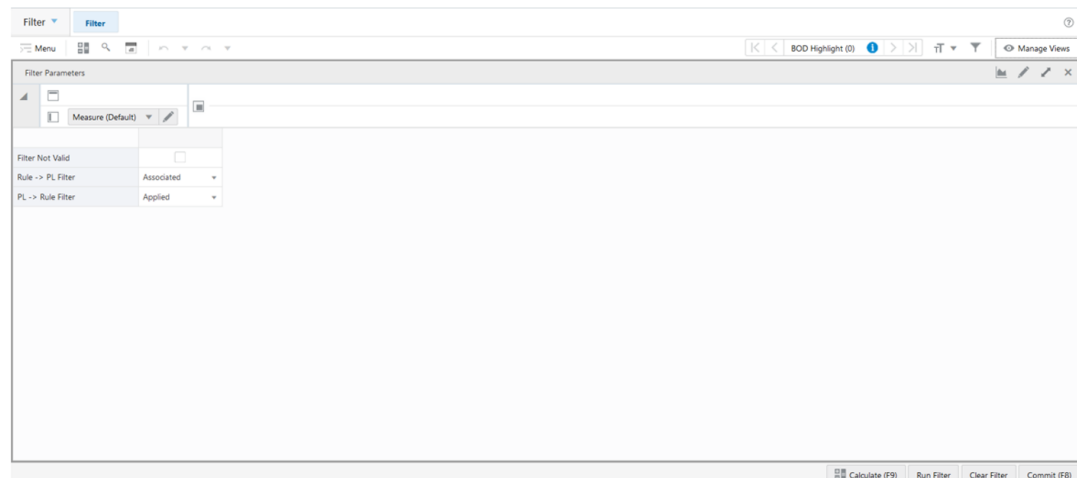 Filter Filter
Menu BOD Highlight (0) Manage Views
Filter Parameters
Measure (Default)
Filter Not Valid
Rule -> PL Filter Associated
PL -> Rule Filter Applied
Calculate (F9) Run Filter Clear Filter Commit (F8)